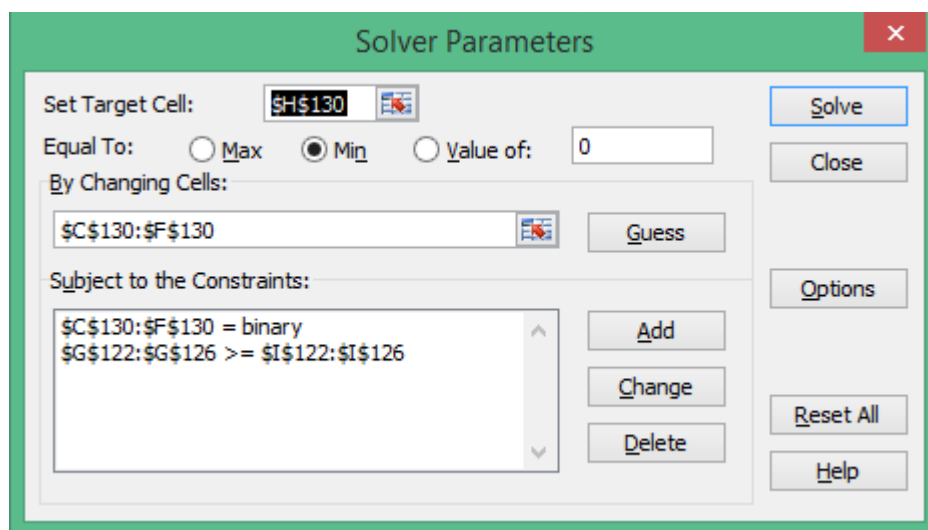 Solver Parameters
Set Target Cell: $H$130
Solve
Equal To: Max Min Value of: 0
Close
By Changing Cells:
$C$130:$F$130
Guess
Subject to the Constraints:
Options
$C$130:$F$130 = binary
$G$122:$G$126 >= $I$122:$I$126
Add
Change
Reset All
Delete
Help